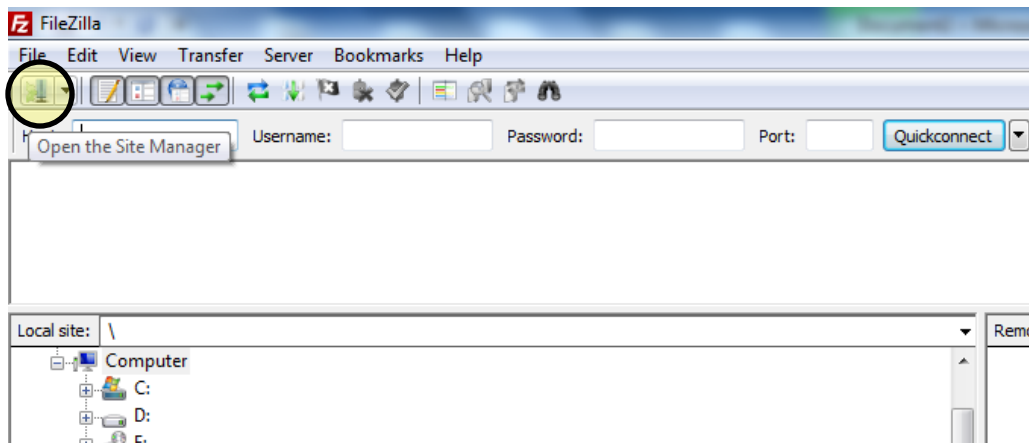 FileZilla
File Edit View Transfer Server Bookmarks Help
Username: Password: Port: Quickconnect
Open the Site Manager
Local site: \
Computer
C:
D: